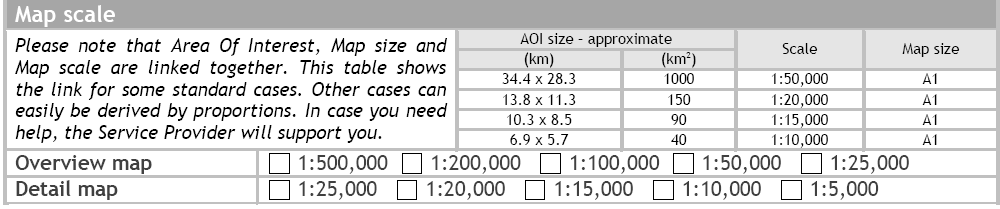 Map scale
Please note that Area Of Interest, Map size and
Map scale are linked together. This table shows
the link for some standard cases. Other cases can
easily be derived by proportions. In case you need
help, the Service Provider will support you.
AOI size - approximate Scale Map size
(km) (km²)
34.4 x 28.3 1000 1:50,000 A1
13.8 x 11.3 150 1:20,000 A1
10.3 x 8.5 90 1:15,000 A1
6.9 x 5.7 40 1:10,000 A1
Overview map 1:500,000 1:200,000 1:100,000 1:50,000 1:25,000
Detail map 1:25,000 1:20,000 1:15,000 1:10,000 1:5,000